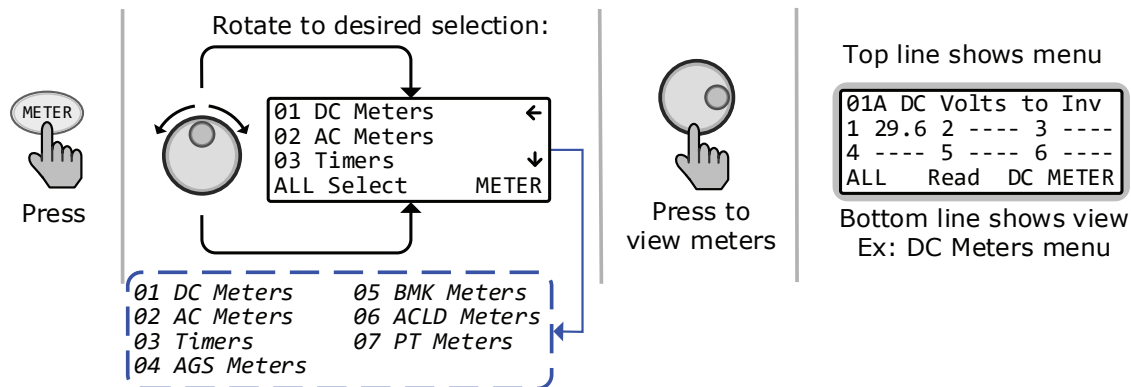 METER
Press
Rotate to desired selection:
01 DC Meters ←
02 AC Meters
03 Timers ↓
ALL Select METER
01 DC Meters 05 BMK Meters
02 AC Meters 06 ACLD Meters
03 Timers 07 PT Meters
04 AGS Meters
Press to
view meters
Top line shows menu
01A DC Volts to Inv
1 29.6 2 ---- 3 ----
4 ---- 5 ---- 6 ----
ALL Read DC METER
Bottom line shows view
Ex: DC Meters menu